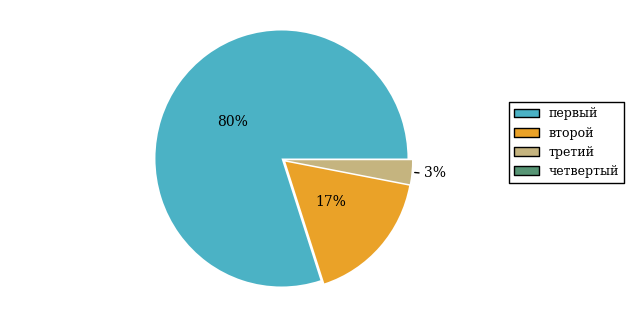 80%
17%
3%
первый
второй
третий
четвертый